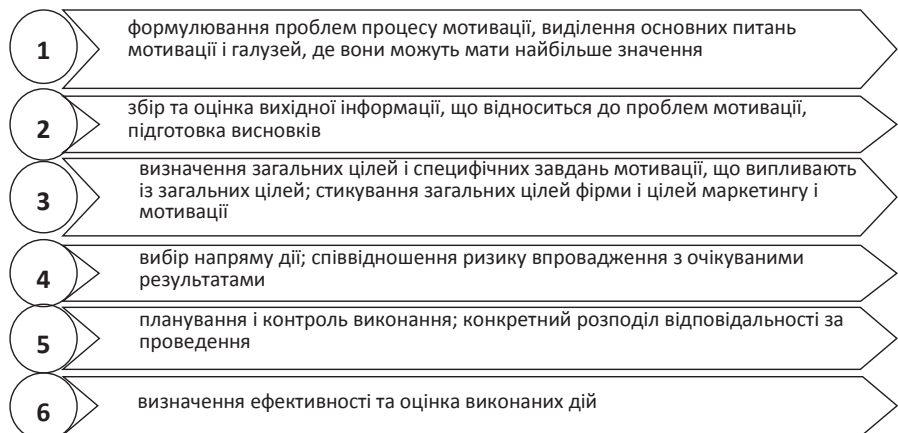 1
формулювання проблем процесу мотивації, виділення основних питань
мотивації і галузей, де вони можуть мати найбільше значення
2
збір та оцінка вихідної інформації, що відноситься до проблем мотивації,
підготовка висновків
3
визначення загальних цілей і специфічних завдань мотивації, що випливають
із загальних цілей; стикування загальних цілей фірми і цілей маркетингу і
мотивації
4
вибір напряму дії; співвідношення ризику впровадження з очікуваними
результатами
5
планування і контроль виконання; конкретний розподіл відповідальності за
проведення
6
визначення ефективності та оцінка виконаних дій